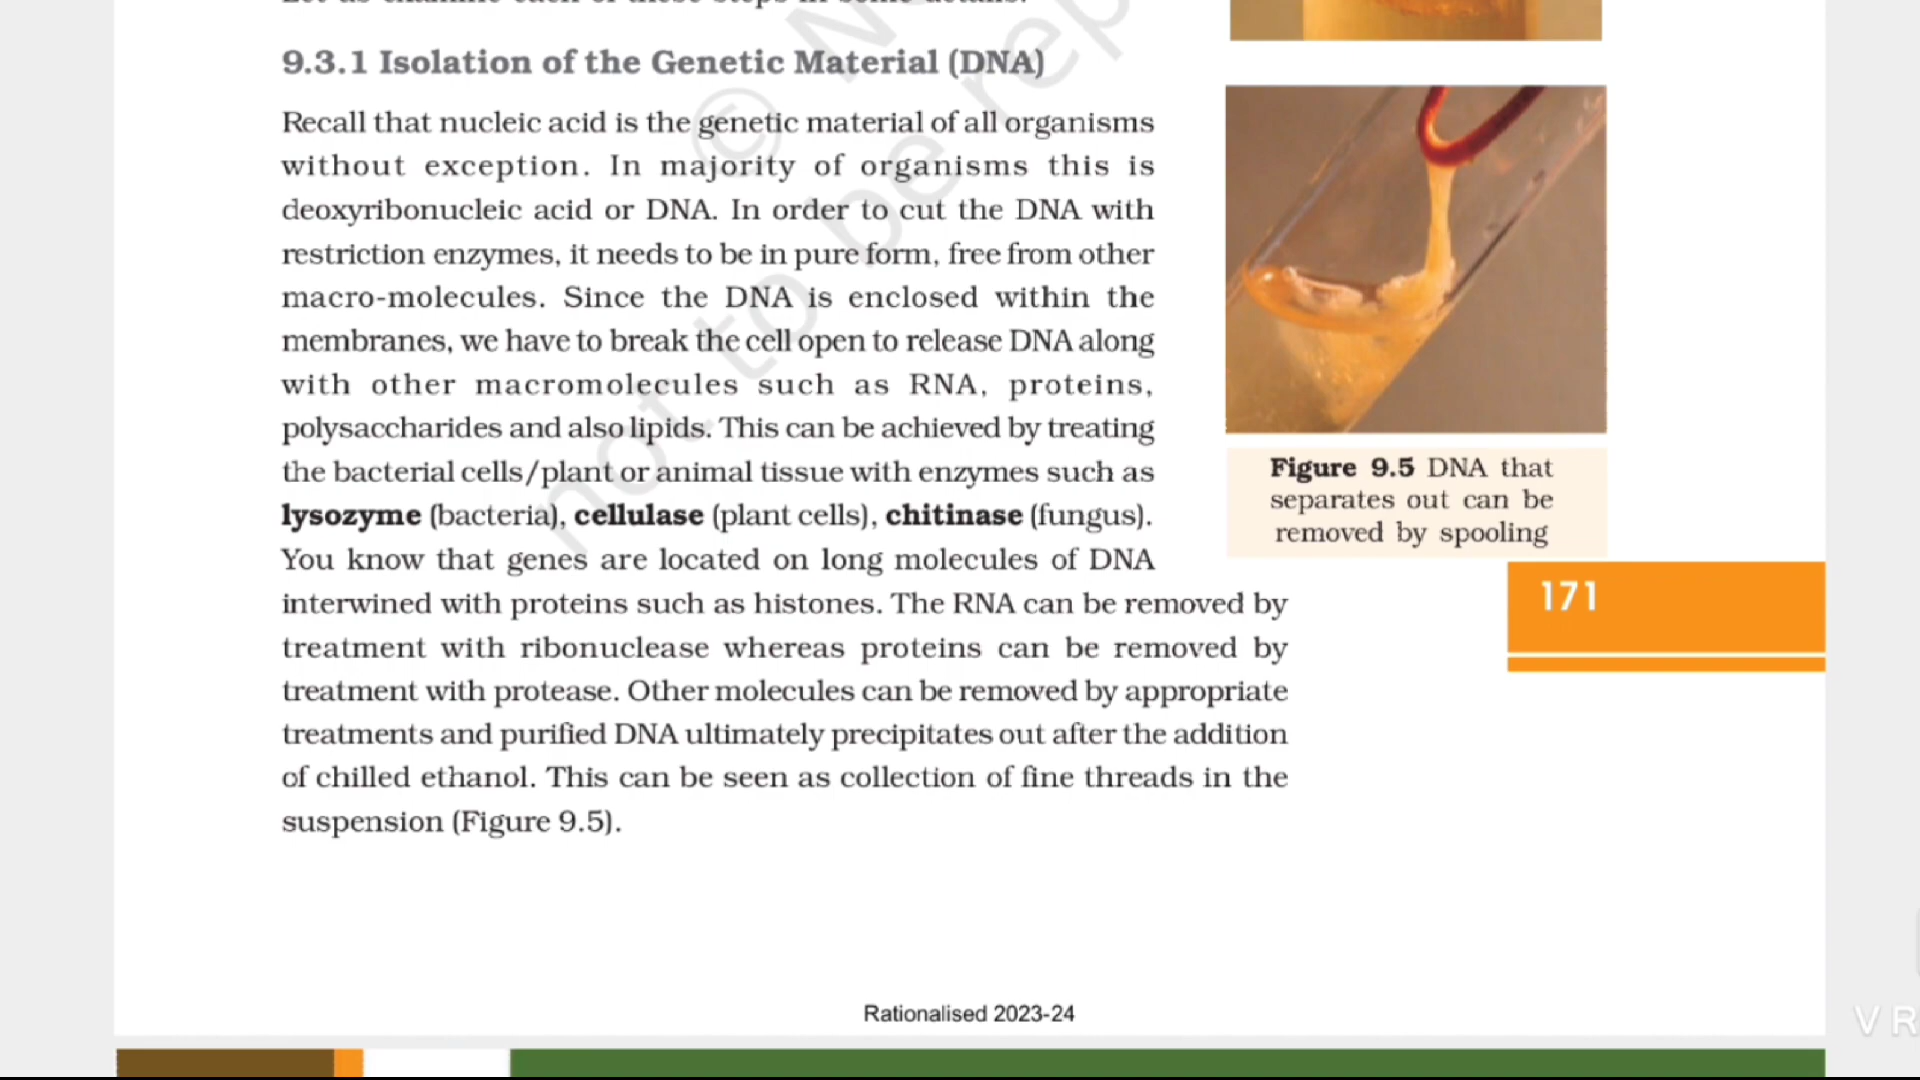 9.3.1 Isolation of the Genetic Material (DNA)
Recall that nucleic acid is the genetic material of all organisms
without exception. In majority of organisms this is
deoxyribonucleic acid or DNA. In order to cut the DNA with
restriction enzymes, it needs to be in pure form, free from other
macro-molecules. Since the DNA is enclosed within the
membranes, we have to break the cell open to release DNA along
with other macromolecules such as RNA, proteins,
polysaccharides and also lipids. This can be achieved by treating
the bacterial cells/plant or animal tissue with enzymes such as
lysozyme (bacteria), cellulase (plant cells), chitinase (fungus).
You know that genes are located on long molecules of DNA
interwined with proteins such as histones. The RNA can be removed by
treatment with ribonuclease whereas proteins can be removed by
treatment with protease. Other molecules can be removed by appropriate
treatments and purified DNA ultimately precipitates out after the addition
of chilled ethanol. This can be seen as collection of fine threads in the
suspension (Figure 9.5).
Figure 9.5 DNA that
separates out can be
removed by spooling
171
Rationalised 2023-24
© N
not to be rep
V R